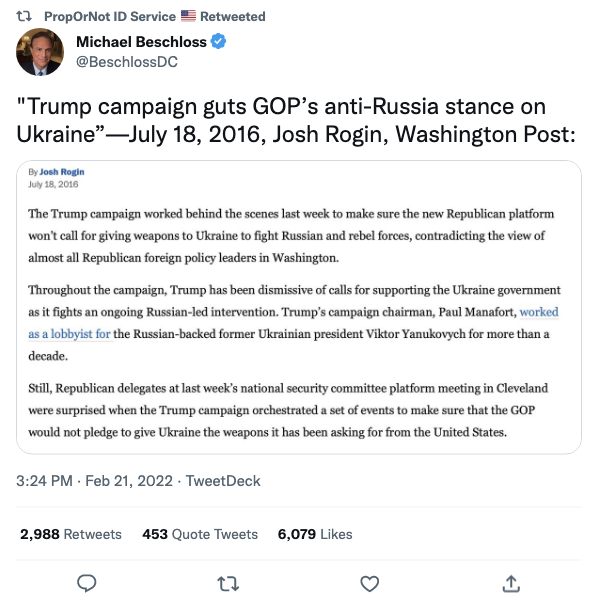 PropOrNot ID Service 🇺🇸 Retweeted
Michael Beschloss
@BeschlossDC
"Trump campaign guts GOP’s anti-Russia stance on
Ukraine”—July 18, 2016, Josh Rogin, Washington Post:
By Josh Rogin
July 18, 2016
The Trump campaign worked behind the scenes last week to make sure the new Republican platform
won’t call for giving weapons to Ukraine to fight Russian and rebel forces, contradicting the view of
almost all Republican foreign policy leaders in Washington.
Throughout the campaign, Trump has been dismissive of calls for supporting the Ukraine government
as it fights an ongoing Russian-led intervention. Trump’s campaign chairman, Paul Manafort, worked
as a lobbyist for the Russian-backed former Ukrainian president Viktor Yanukovych for more than a
decade.
Still, Republican delegates at last week’s national security committee platform meeting in Cleveland
were surprised when the Trump campaign orchestrated a set of events to make sure that the GOP
would not pledge to give Ukraine the weapons it has been asking for from the United States.
3:24 PM · Feb 21, 2022 · TweetDeck
2,988 Retweets 453 Quote Tweets 6,079 Likes